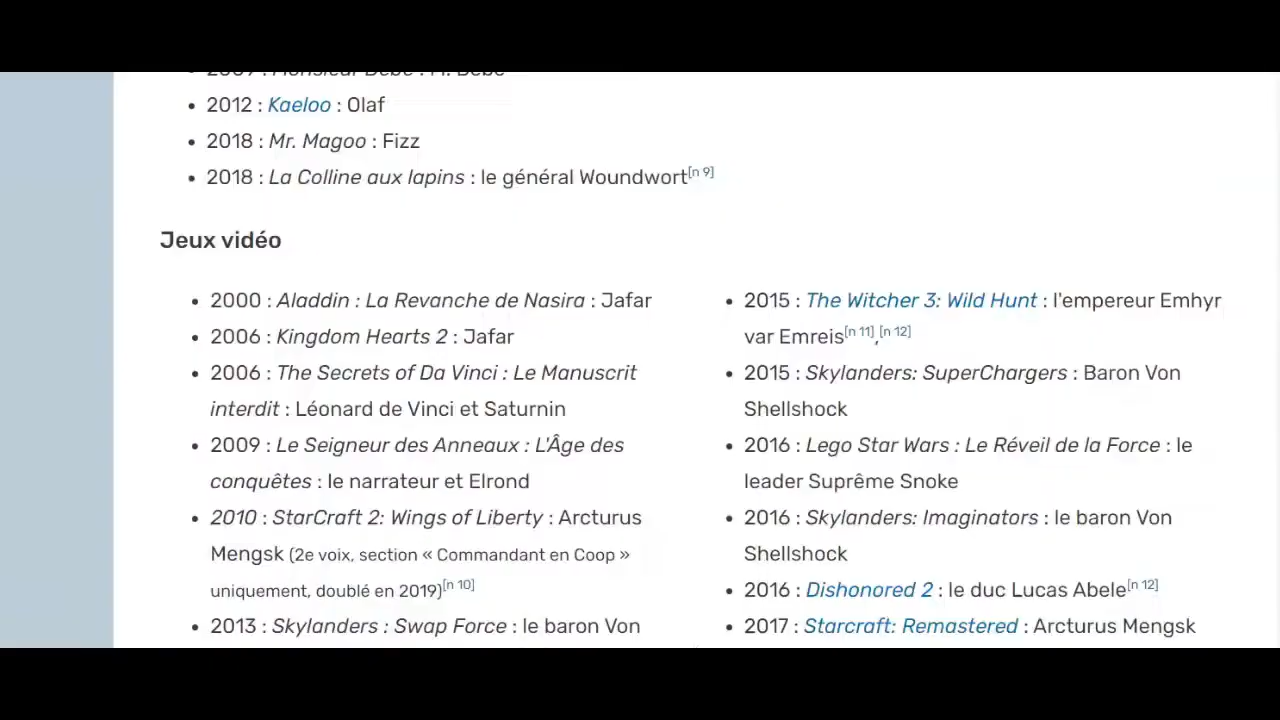 2012 : Kaeloo : Olaf
2018 : Mr. Magoo : Fizz
2018 : La Colline aux lapins : le général Woundwort[n 9]
Jeux vidéo
2000 : Aladdin : La Revanche de Nasira : Jafar
2006 : Kingdom Hearts 2 : Jafar
2006 : The Secrets of Da Vinci : Le Manuscrit
interdit : Léonard de Vinci et Saturnin
2009 : Le Seigneur des Anneaux : L'Âge des
conquêtes : le narrateur et Elrond
2010 : StarCraft 2: Wings of Liberty : Arcturus
Mengsk (2e voix, section « Commandant en Coop »
uniquement, doublé en 2019)[n 10]
2013 : Skylanders : Swap Force : le baron Von
2015 : The Witcher 3: Wild Hunt : l'empereur Emhyr
var Emreis[n 11],[n 12]
2015 : Skylanders: SuperChargers : Baron Von
Shellshock
2016 : Lego Star Wars : Le Réveil de la Force : le
leader Suprême Snoke
2016 : Skylanders: Imaginators : le baron Von
Shellshock
2016 : Dishonored 2 : le duc Lucas Abele[n 12]
2017 : Starcraft: Remastered : Arcturus Mengsk